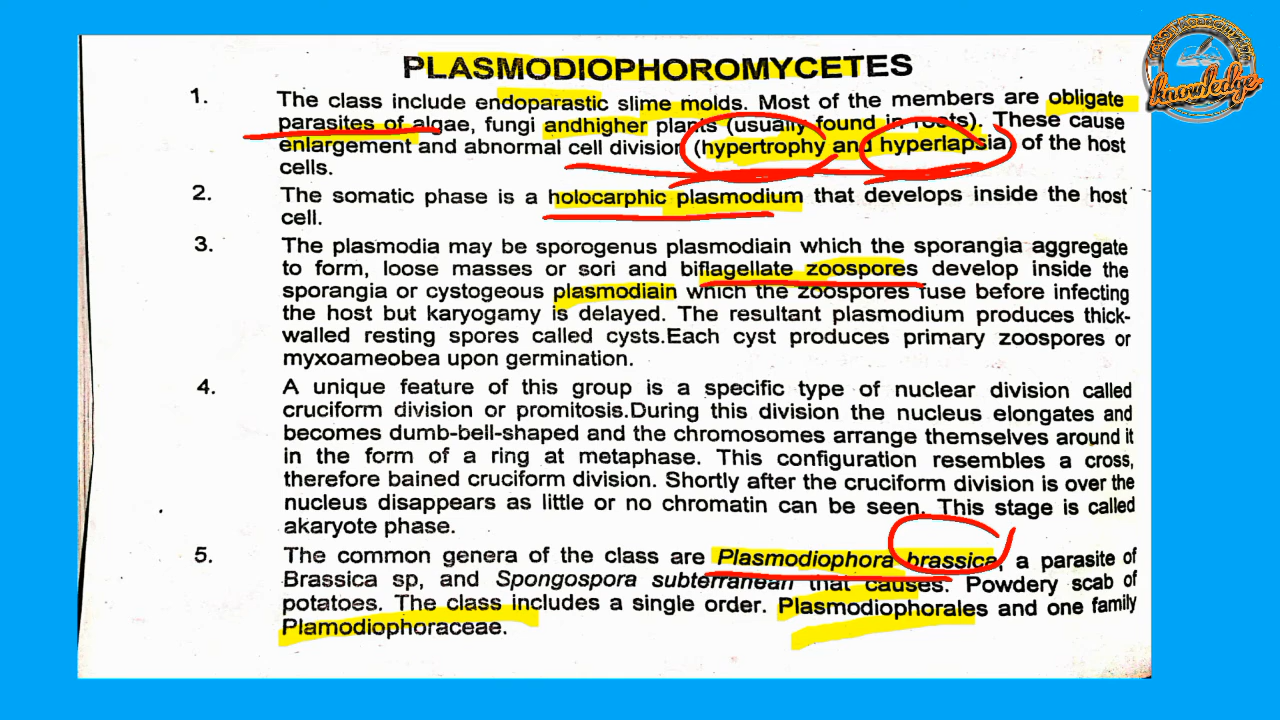 PLASMODIOPHOROMYCETES
1. The class include endoparastic slime molds. Most of the members are obligate
parasites of algae, fungi andhigher plants (usually found in roots). These cause
enlargement and abnormal cell division (hypertrophy and hyperlapsia) of the host
cells.
2. The somatic phase is a holocarphic plasmodium that develops inside the host
cell.
3. The plasmodia may be sporogenus plasmodiain which the sporangia aggregate
to form, loose masses or sori and biflagellate zoospores develop inside the
sporangia or cystogeous plasmodiain which the zoospores fuse before infecting
the host but karyogamy is delayed. The resultant plasmodium produces thick-
walled resting spores called cysts.Each cyst produces primary zoospores or
myxoameobea upon germination.
4. A unique feature of this group is a specific type of nuclear division called
cruciform division or promitosis.During this division the nucleus elongates and
becomes dumb-bell-shaped and the chromosomes arrange themselves around it
in the form of a ring at metaphase. This configuration resembles a cross,
therefore bained cruciform division. Shortly after the cruciform division is over the
nucleus disappears as little or no chromatin can be seen. This stage is called
akaryote phase.
5. The common genera of the class are Plasmodiophora brassica, a parasite of
Brassica sp, and Spongospora subterranean that causes. Powdery scab of
potatoes. The class includes a single order. Plasmodiophorales and one family
Plamodiophoraceae.
knowledge